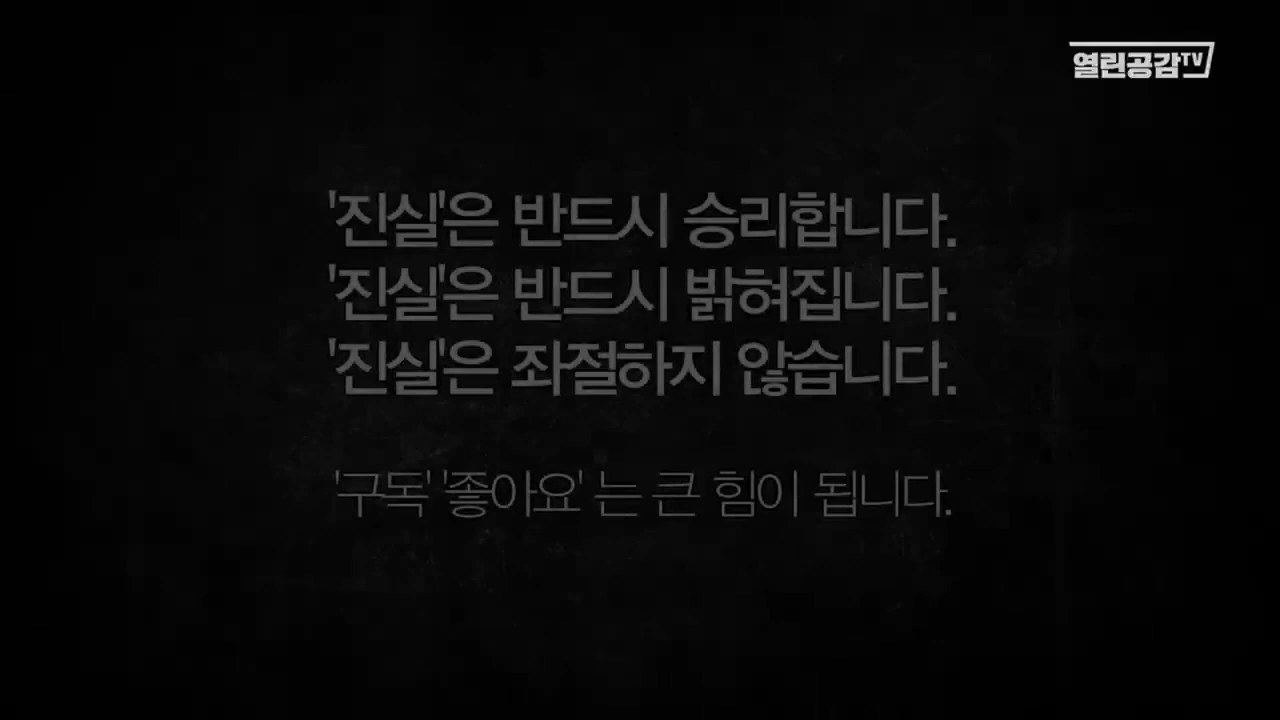 열린공감TV
'진실'은 반드시 승리합니다.
'진실'은 반드시 밝혀집니다.
'진실'은 좌절하지 않습니다.
'구독' '좋아요' 는 큰 힘이 됩니다.